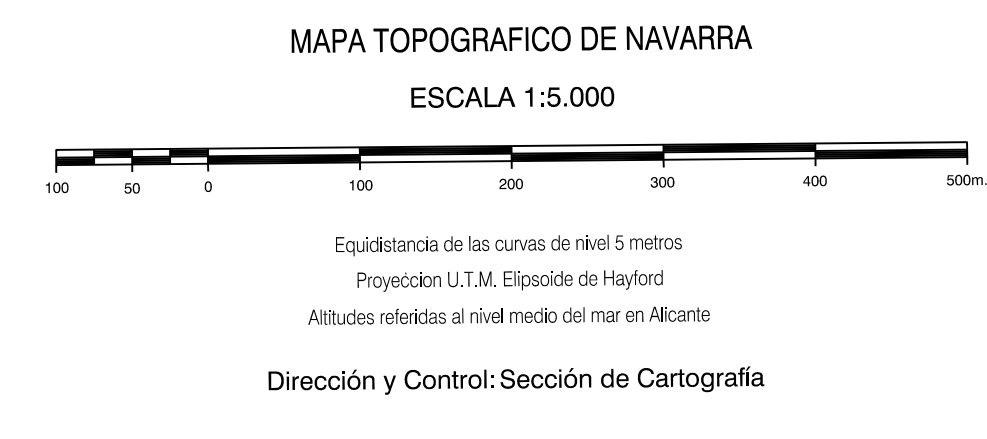 MAPA TOPOGRAFICO DE NAVARRA
ESCALA 1:5.000
100 50 0 100 200 300 400 500m.
Equidistancia de las curvas de nivel 5 metros
Proyeccion U.T.M. Elipsoide de Hayford
Altitudes referidas al nivel medio del mar en Alicante
Dirección y Control: Sección de Cartografía